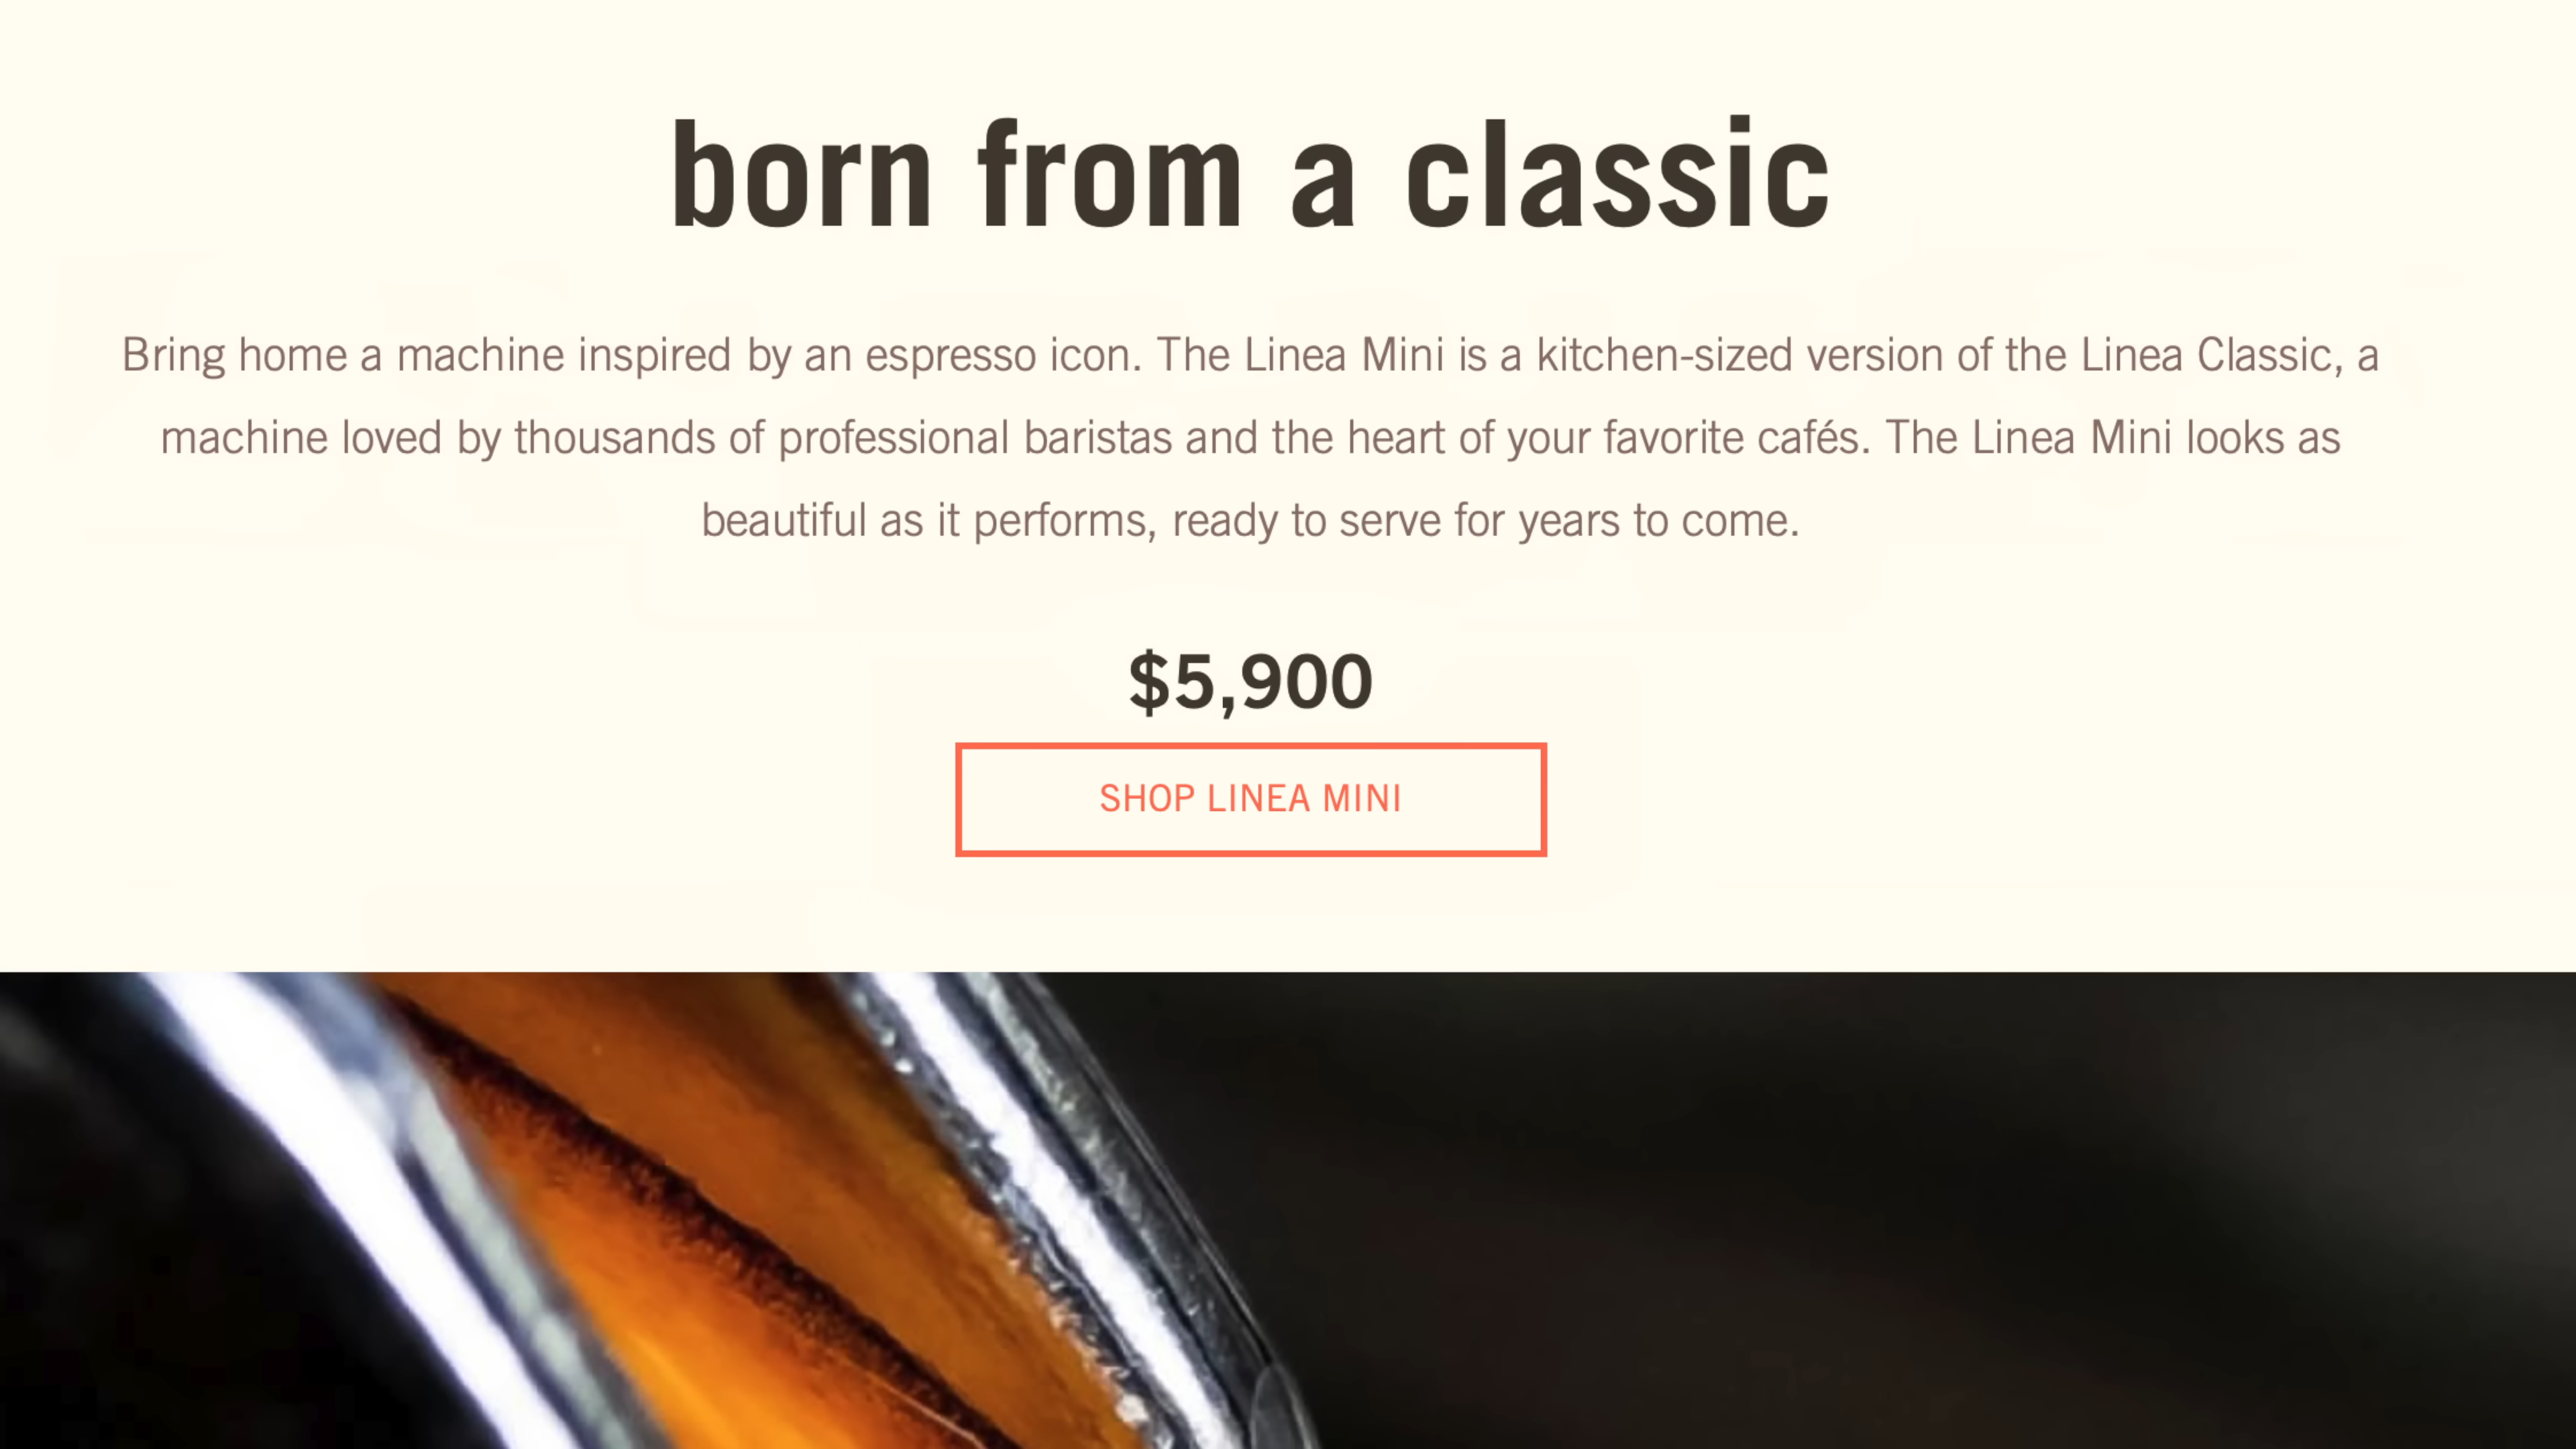 born from a classic
Bring home a machine inspired by an espresso icon. The Linea Mini is a kitchen-sized version of the Linea Classic, a
machine loved by thousands of professional baristas and the heart of your favorite cafés. The Linea Mini looks as
beautiful as it performs, ready to serve for years to come.
$5,900
SHOP LINEA MINI